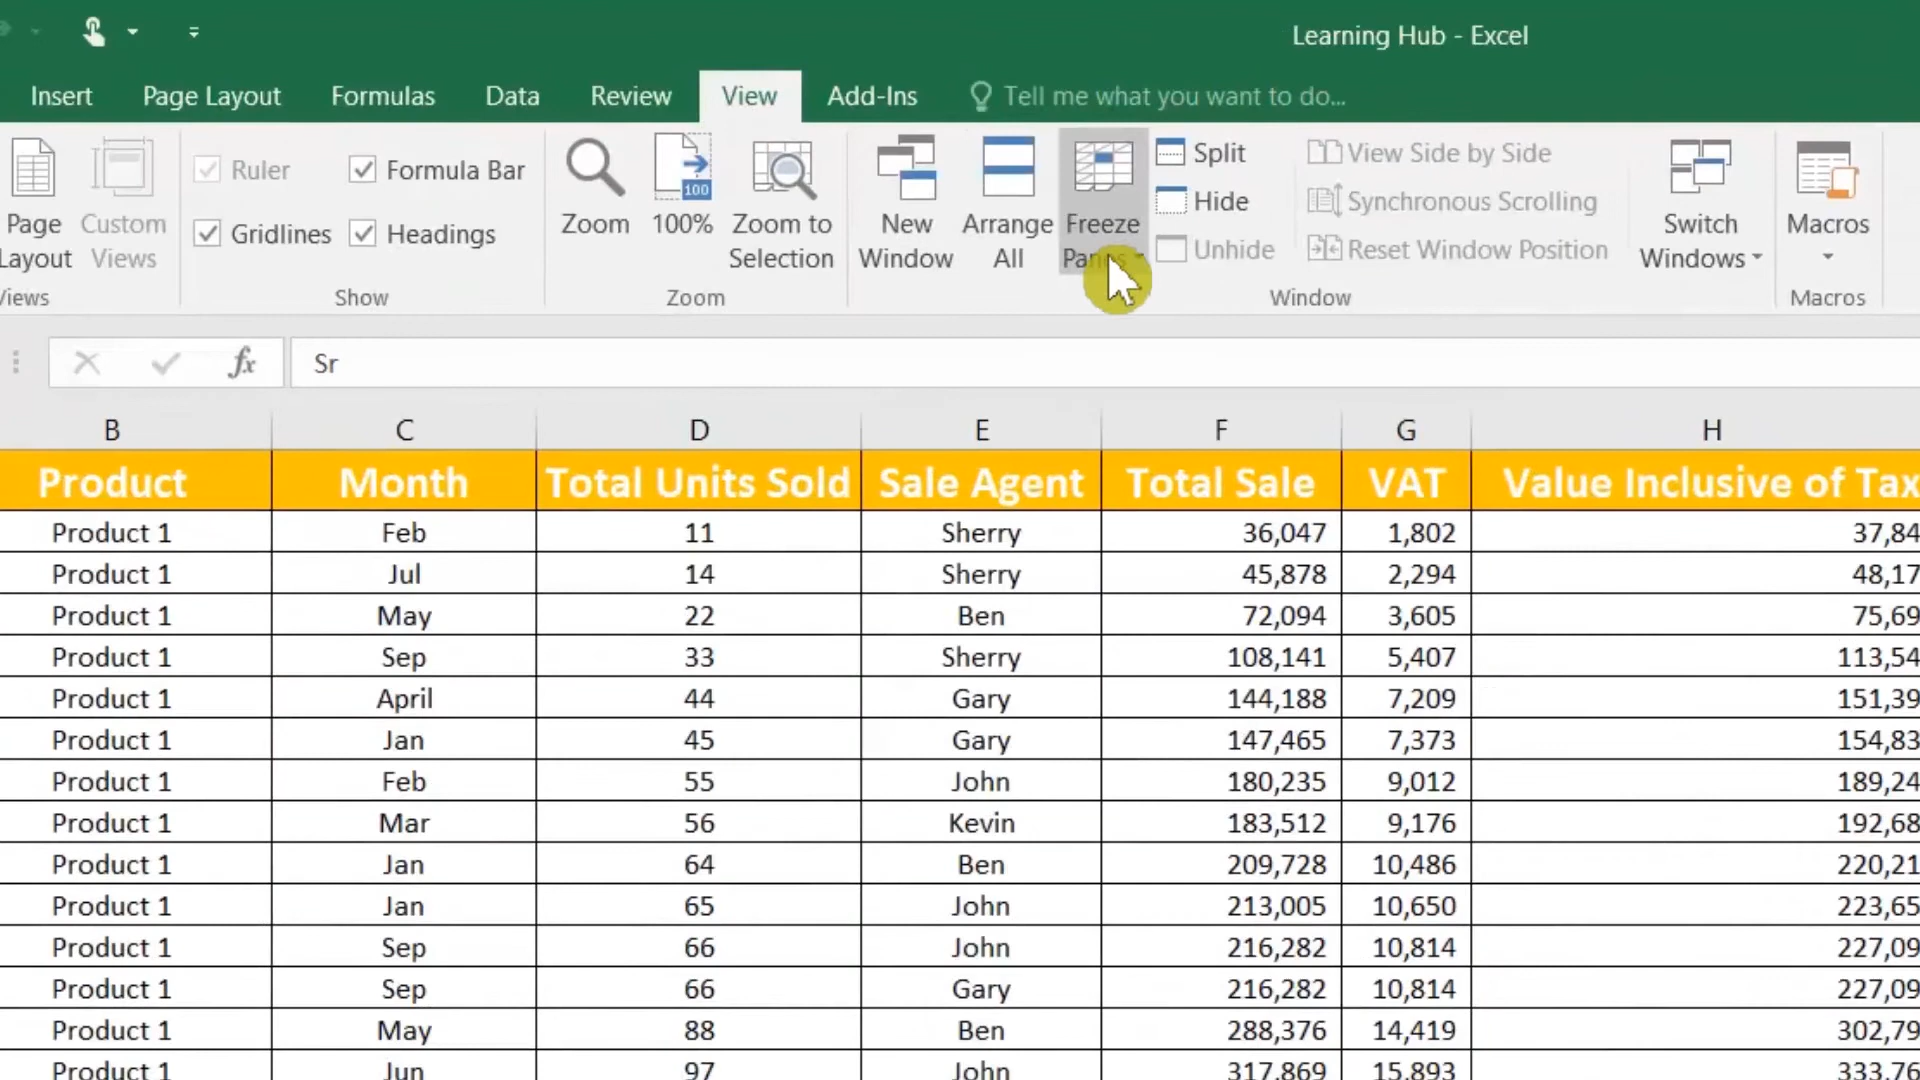 Learning Hub - Excel
Insert Page Layout Formulas Data Review View Add-Ins Tell me what you want to do...
Page Layout
Custom Views
Ruler
Formula Bar
Gridlines
Headings
Zoom
100
100%
Zoom to Selection
New Window
Arrange All
Freeze
Split
Hide
Unhide
View Side by Side
Synchronous Scrolling
Reset Window Position
Switch Windows
Macros
Show Zoom Window Macros
fx Sr
B C D E F G H
Product Month Total Units Sold Sale Agent Total Sale VAT Value Inclusive of Tax
Product 1 Feb 11 Sherry 36,047 1,802 37,84
Product 1 Jul 14 Sherry 45,878 2,294 48,17
Product 1 May 22 Ben 72,094 3,605 75,69
Product 1 Sep 33 Sherry 108,141 5,407 113,54
Product 1 April 44 Gary 144,188 7,209 151,39
Product 1 Jan 45 Gary 147,465 7,373 154,83
Product 1 Feb 55 John 180,235 9,012 189,24
Product 1 Mar 56 Kevin 183,512 9,176 192,68
Product 1 Jan 64 Ben 209,728 10,486 220,21
Product 1 Jan 65 John 213,005 10,650 223,65
Product 1 Sep 66 John 216,282 10,814 227,09
Product 1 Sep 66 Gary 216,282 10,814 227,09
Product 1 May 88 Ben 288,376 14,419 302,79
Product 1 Jun 97 John 317,869 15,893 333,76